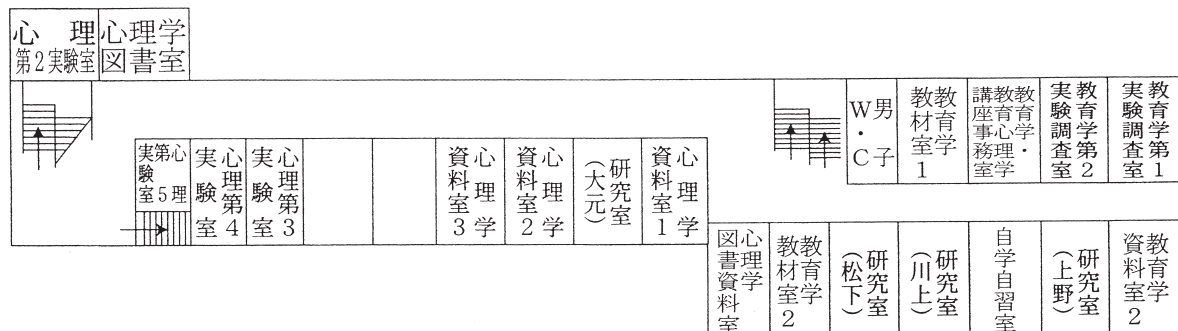 心理
第2実験室
心理学
図書室
男子
W・C
教育学
教材室1
教育学・
教育心理学
講座事務室
教育学第2
実験調査室
教育学第1
実験調査室
心理
第5
実験室
心理第4
実験室
心理第3
実験室
心理学
資料室3
心理学
資料室2
研究室
(大元)
心理学
資料室1
心理学
図書資料室
教育学
教材室2
研究室
(松下)
研究室
(川上)
自学自習室
研究室
(上野)
教育学
資料室2